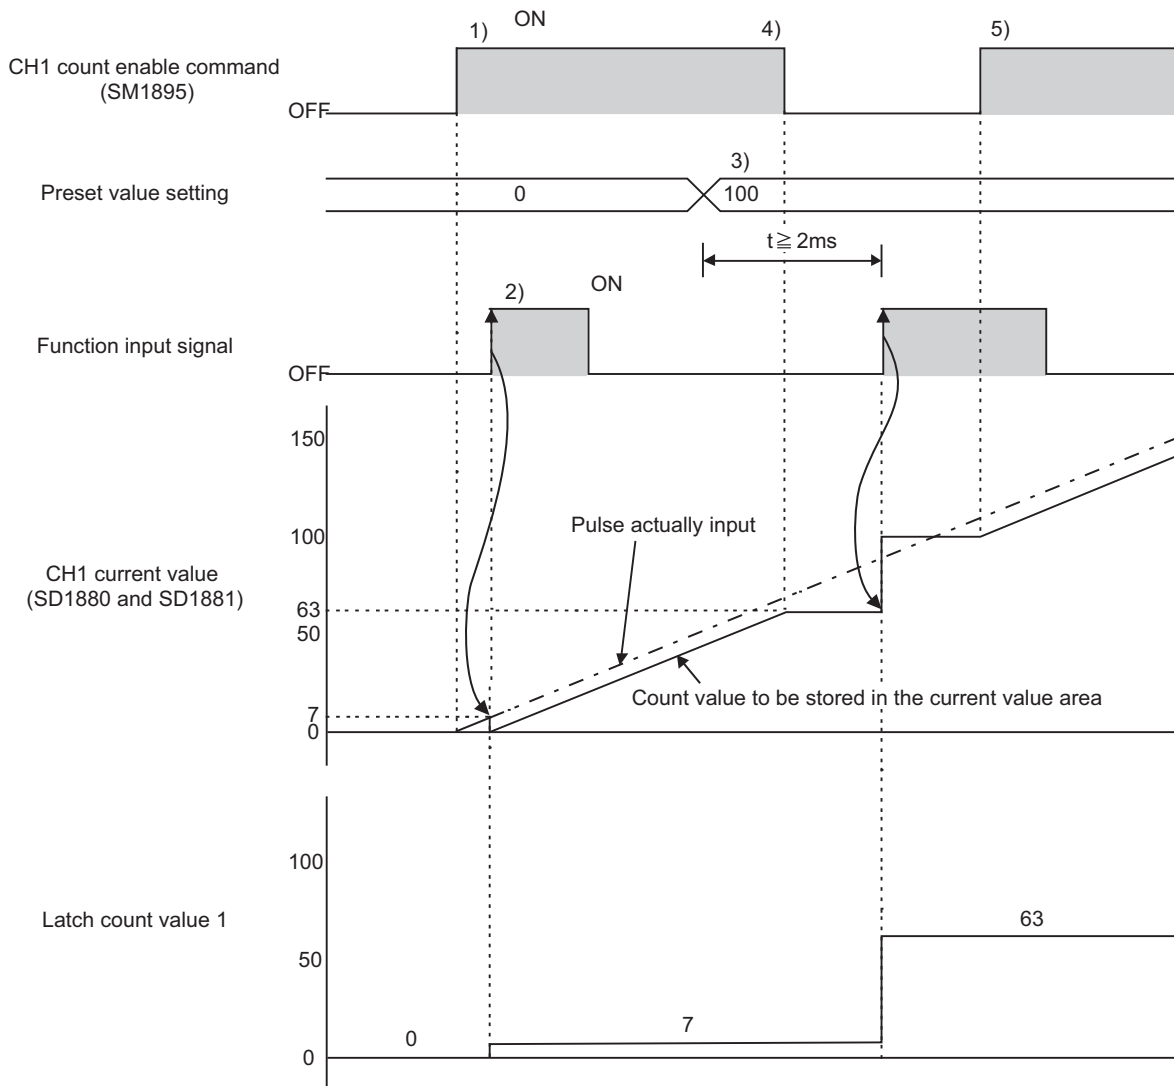 1)
ON
4)
5)
CH1 count enable command
(SM1895)
OFF
3)
Preset value setting
0
100
t≧2ms
2)
ON
Function input signal
OFF
150
Pulse actually input
100
CH1 current value
(SD1880 and SD1881)
63
50
Count value to be stored in the current value area
7
0
100
Latch count value 1
63
50
0
7
0